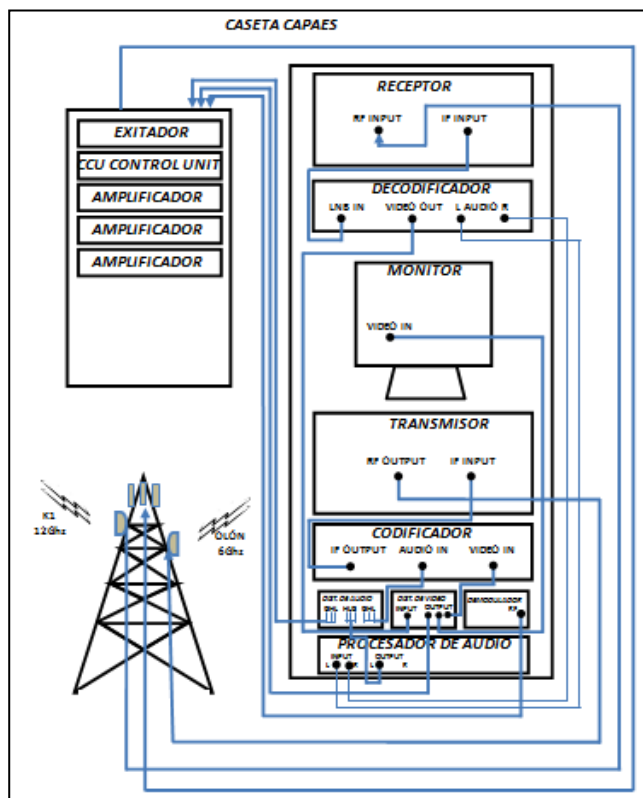 CASETA CAPAES
RECEPTOR
RF INPUT IF INPUT
EXITADOR
CCU CONTROL UNIT
AMPLIFICADOR
AMPLIFICADOR
AMPLIFICADOR
DECODIFICADOR
LNB IN VIDEO OUT L AUDIO R
MONITOR
VIDEO IN
TRANSMISOR
RF OUTPUT IF INPUT
K1
12Ghz
OLÓN
6Ghz
CODIFICADOR
IF OUTPUT AUDIO IN VIDEO IN
DIST. DE AUDIO DIST. DE VIDEO DEMODULADOR
INPUT OUTPUT RF
PROCESADOR DE AUDIO
INPUT OUTPUT
L R L R